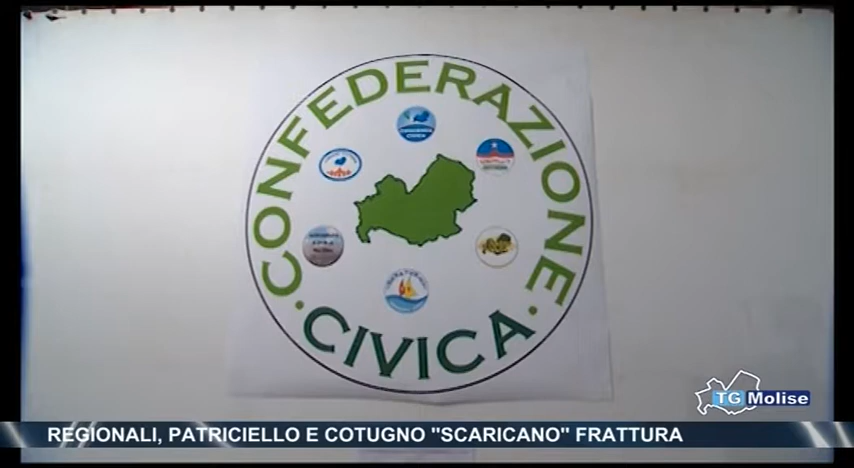 CONFEDERAZIONE
CIVICA
TG Molise
REGIONALI, PATRICIELLO E COTUGNO "SCARICANO" FRATTURA